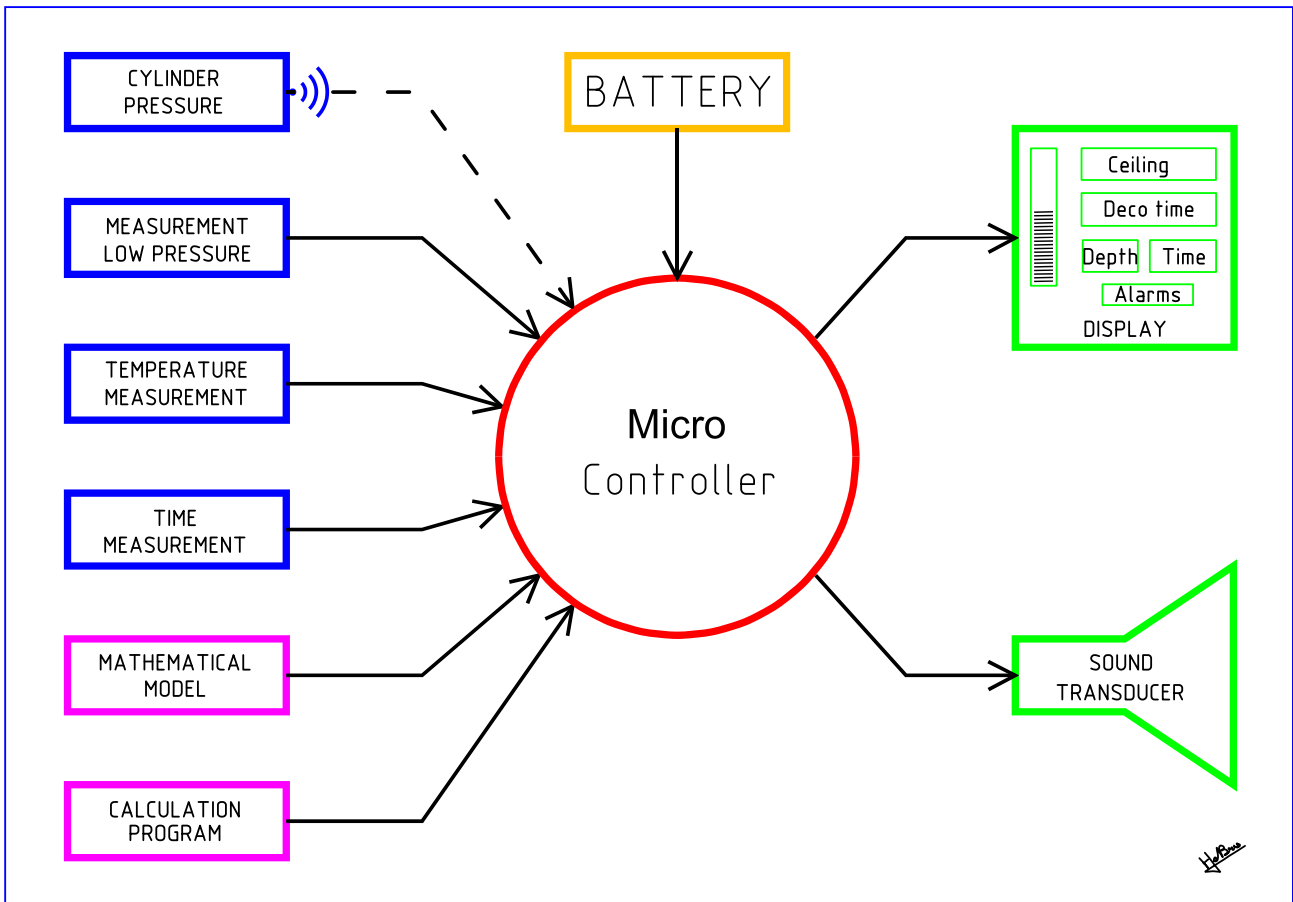 CYLINDER
PRESSURE
BATTERY
MEASUREMENT
LOW PRESSURE
TEMPERATURE
MEASUREMENT
TIME
MEASUREMENT
MATHEMATICAL
MODEL
CALCULATION
PROGRAM
Micro
Controller
Ceiling
Deco time
Depth Time
Alarms
DISPLAY
SOUND
TRANSDUCER